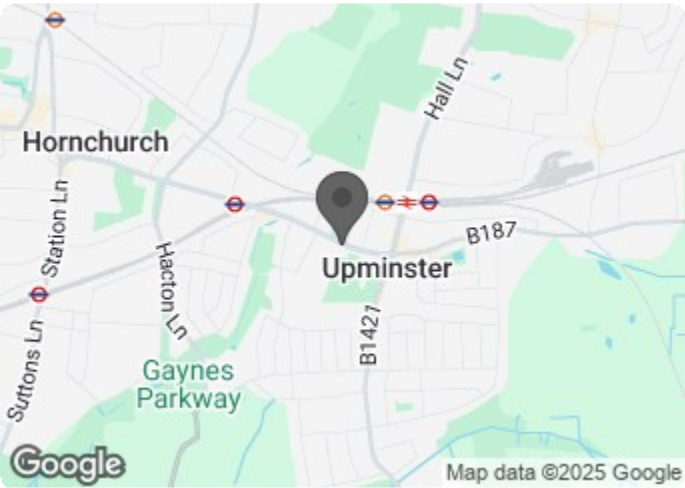 Hall Ln
Hornchurch
Station Ln
B187
Upminster
Hacton Ln
B1421
Suttons Ln
Gaynes
Parkway
Google
Map data ©2025 Google